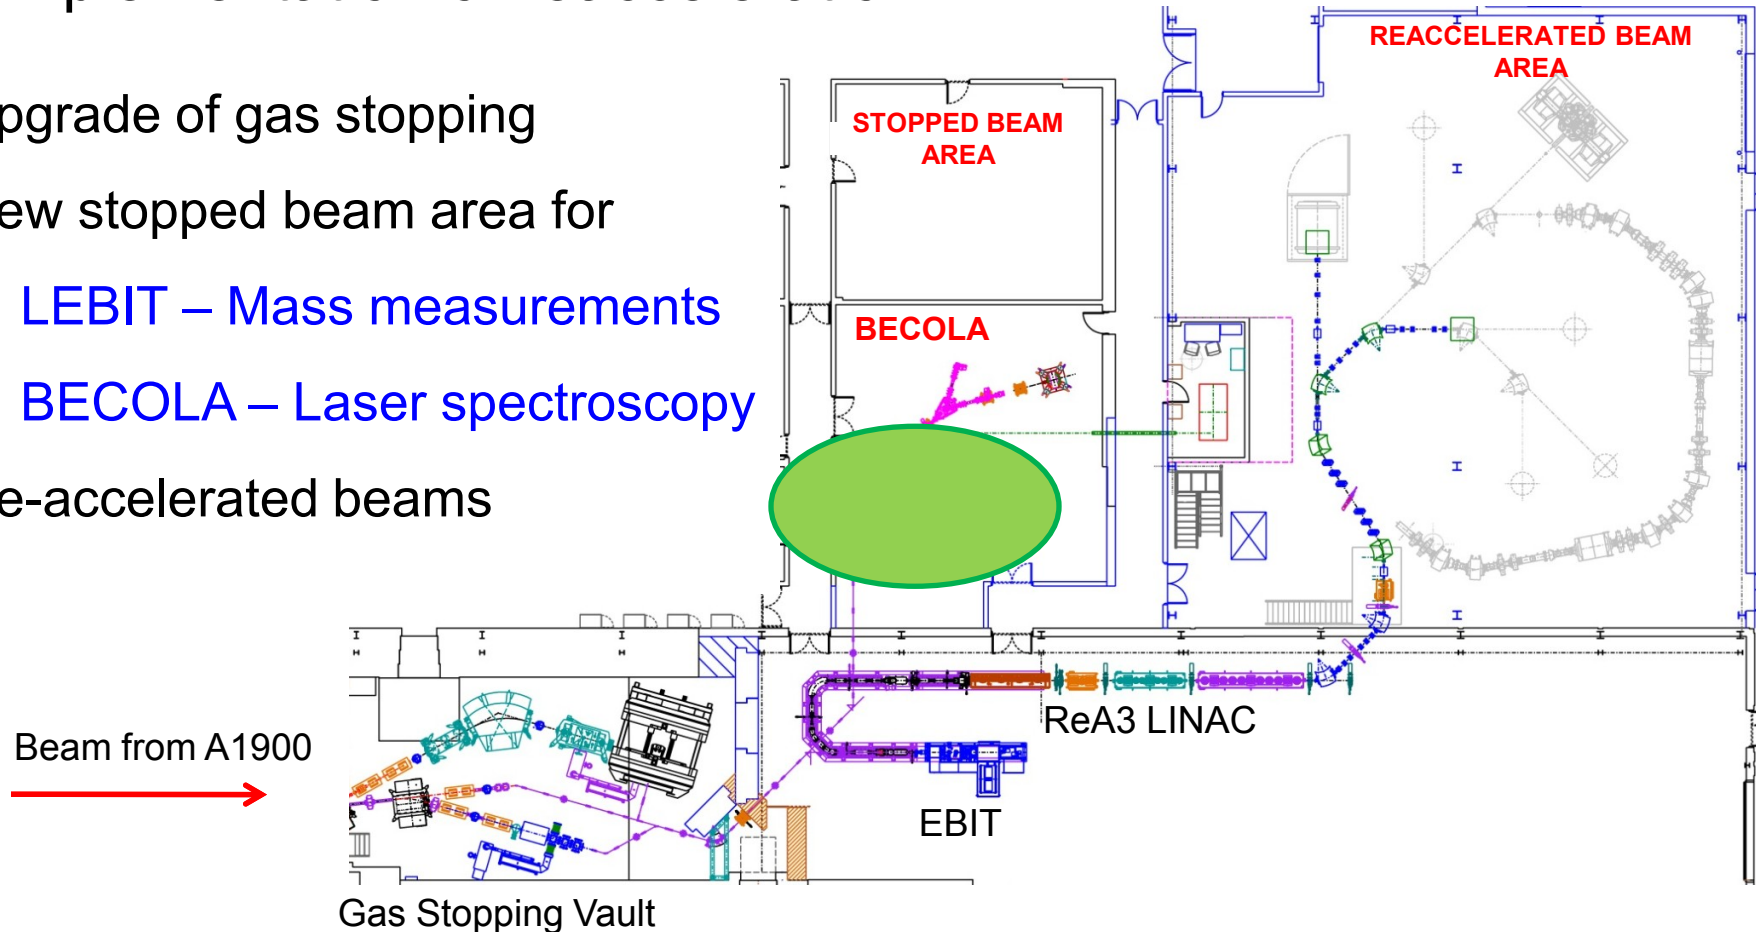 pgrade of gas stopping
ew stopped beam area for
LEBIT – Mass measurements
BECOLA – Laser spectroscopy
e-accelerated beams
STOPPED BEAM
AREA
REACCELERATED BEAM
AREA
BECOLA
Beam from A1900
ReA3 LINAC
EBIT
Gas Stopping Vault